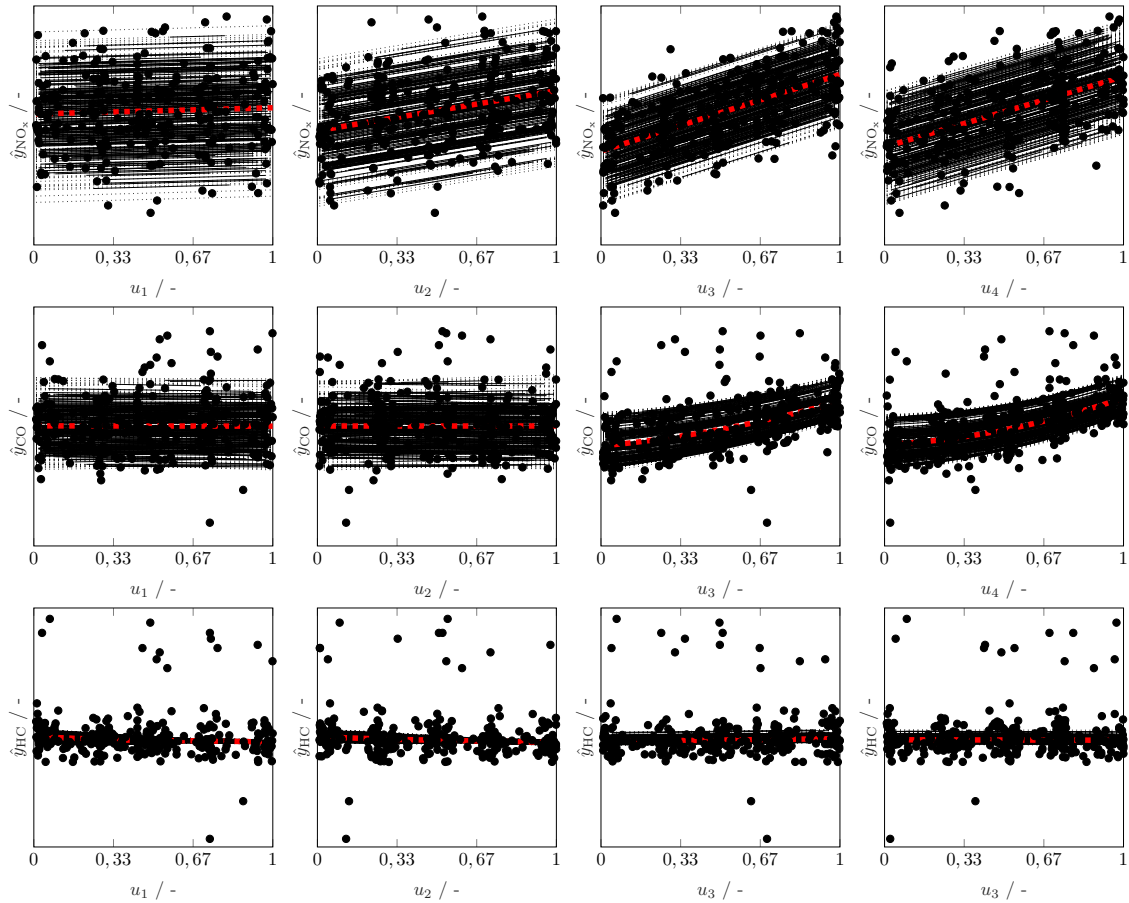 ŷNOx / -
0 0,33 0,67 1
u1 / -
ŷNOx / -
0 0,33 0,67 1
u2 / -
ŷNOx / -
0 0,33 0,67 1
u3 / -
ŷNOx / -
0 0,33 0,67 1
u4 / -
ŷCO / -
0 0,33 0,67 1
u1 / -
ŷCO / -
0 0,33 0,67 1
u2 / -
ŷCO / -
0 0,33 0,67 1
u3 / -
ŷCO / -
0 0,33 0,67 1
u4 / -
ŷHC / -
0 0,33 0,67 1
u1 / -
ŷHC / -
0 0,33 0,67 1
u2 / -
ŷHC / -
0 0,33 0,67 1
u3 / -
ŷHC / -
0 0,33 0,67 1
u3 / -